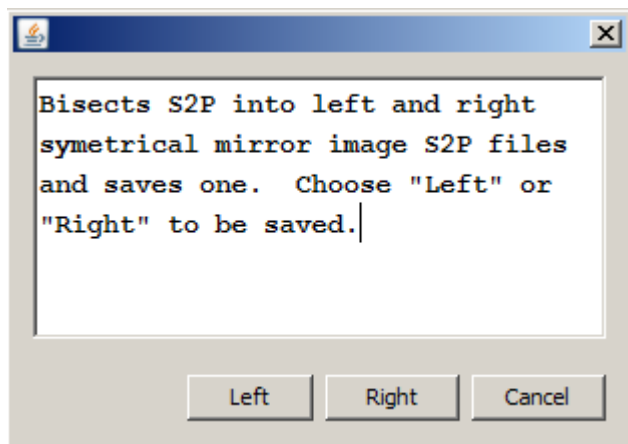 Bisects S2P into left and right
symetrical mirror image S2P files
and saves one.  Choose "Left" or
"Right" to be saved.
Left Right Cancel